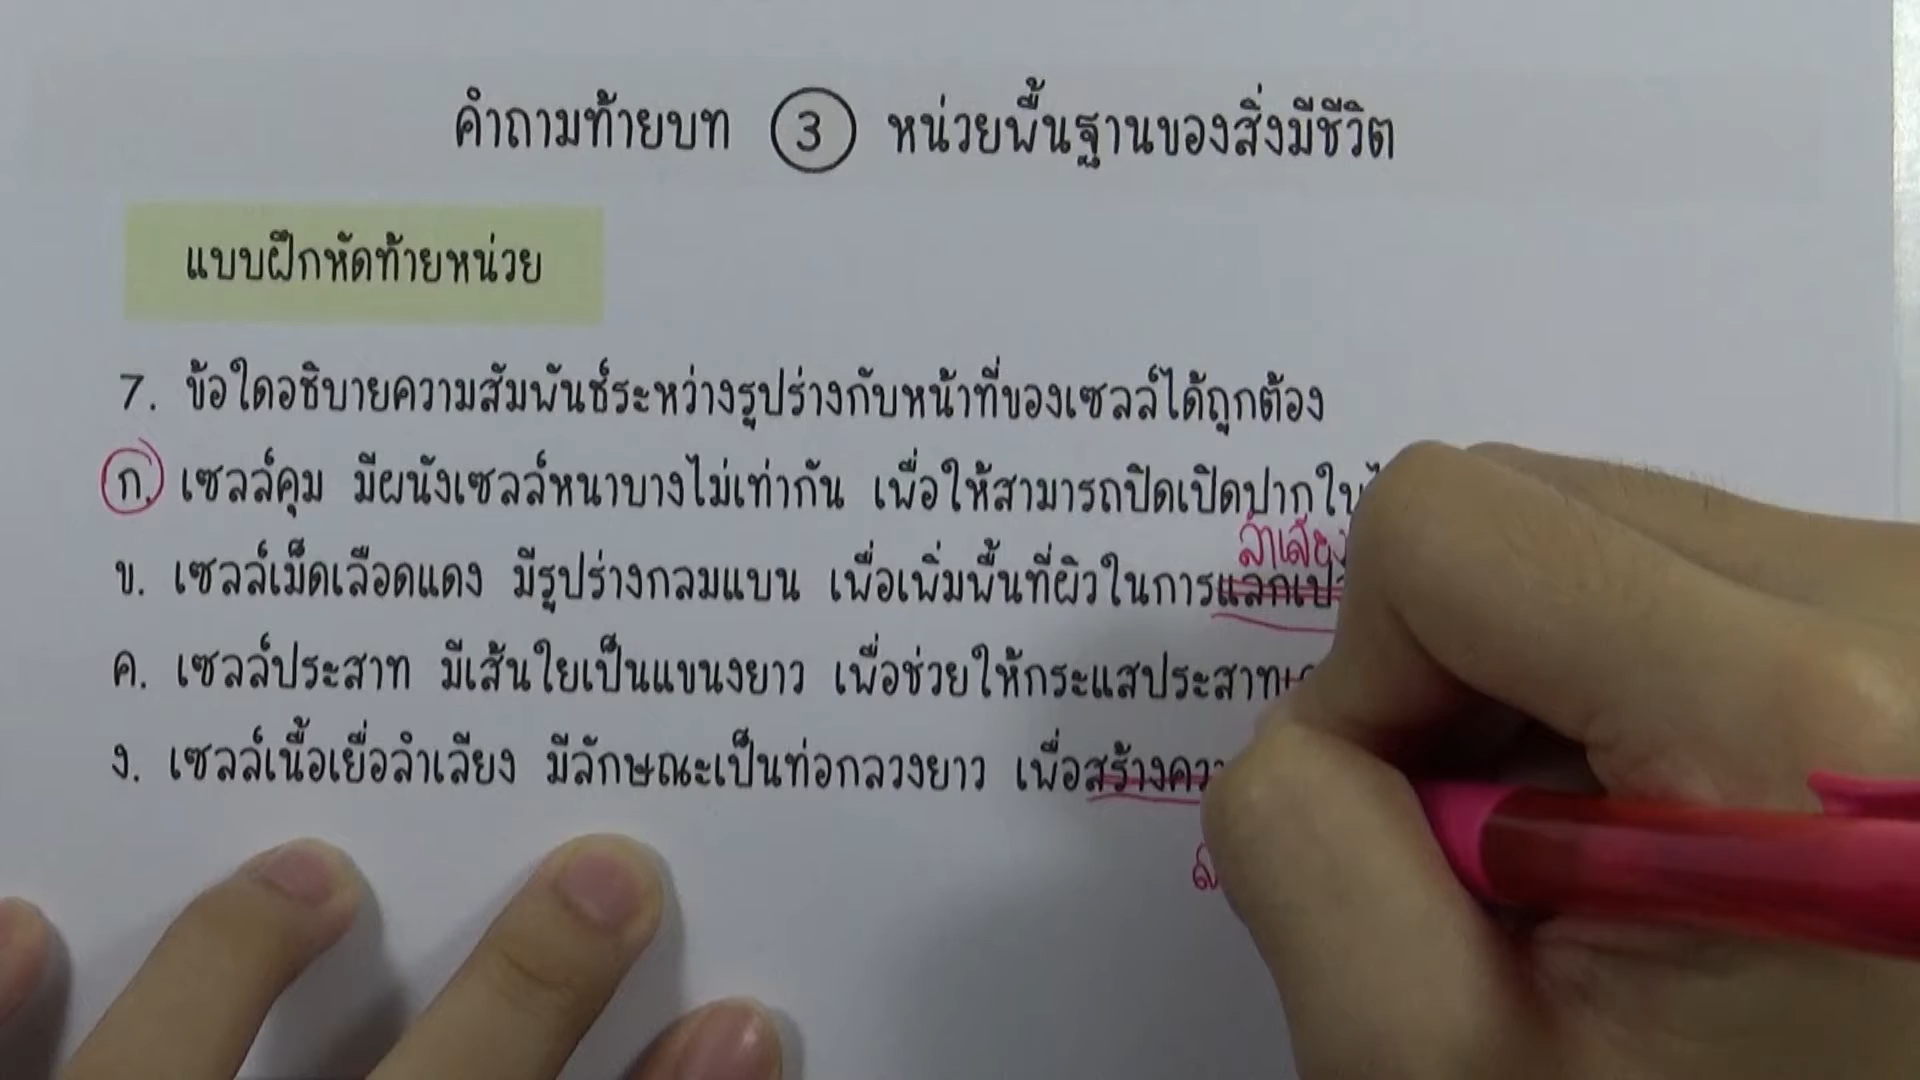 คำถามท้ายบท 3 หน่วยพื้นฐานของสิ่งมีชีวิต
แบบฝึกหัดท้ายหน่วย
7. ข้อใดอธิบายความสัมพันธ์ระหว่างรูปร่างกับหน้าที่ของเซลล์ได้ถูกต้อง
ก. เซลล์คุม มีผนังเซลล์หนาบางไม่เท่ากัน เพื่อให้สามารถปิดเปิดปากใบ
ลำเลียง
ข. เซลล์เม็ดเลือดแดง มีรูปร่างกลมแบน เพื่อเพิ่มพื้นที่ผิวในการ
ค. เซลล์ประสาท มีเส้นใยเป็นแขนงยาว เพื่อช่วยให้กระแสประสาท
ง. เซลล์เนื้อเยื่อลำเลียง มีลักษณะเป็นท่อกลวงยาว เพื่อสร้าง